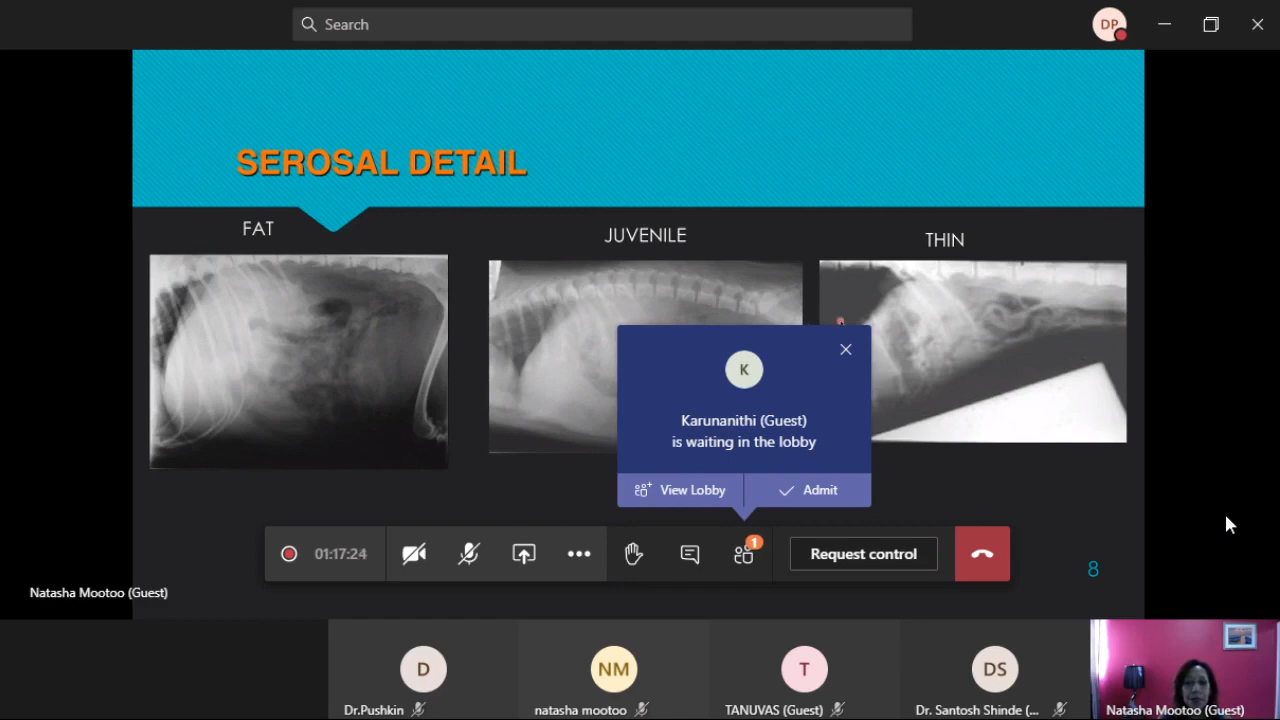 Search
DP
SEROSAL DETAIL
FAT
JUVENILE
THIN
K
Karunanithi (Guest)
is waiting in the lobby
View Lobby
Admit
01:17:24
1
Request control
8
Natasha Mootoo (Guest)
D
NM
T
DS
Dr.Pushkin
natasha mootoo
TANUVAS (Guest)
Dr. Santosh Shinde (...
Natasha Mootoo (Guest)